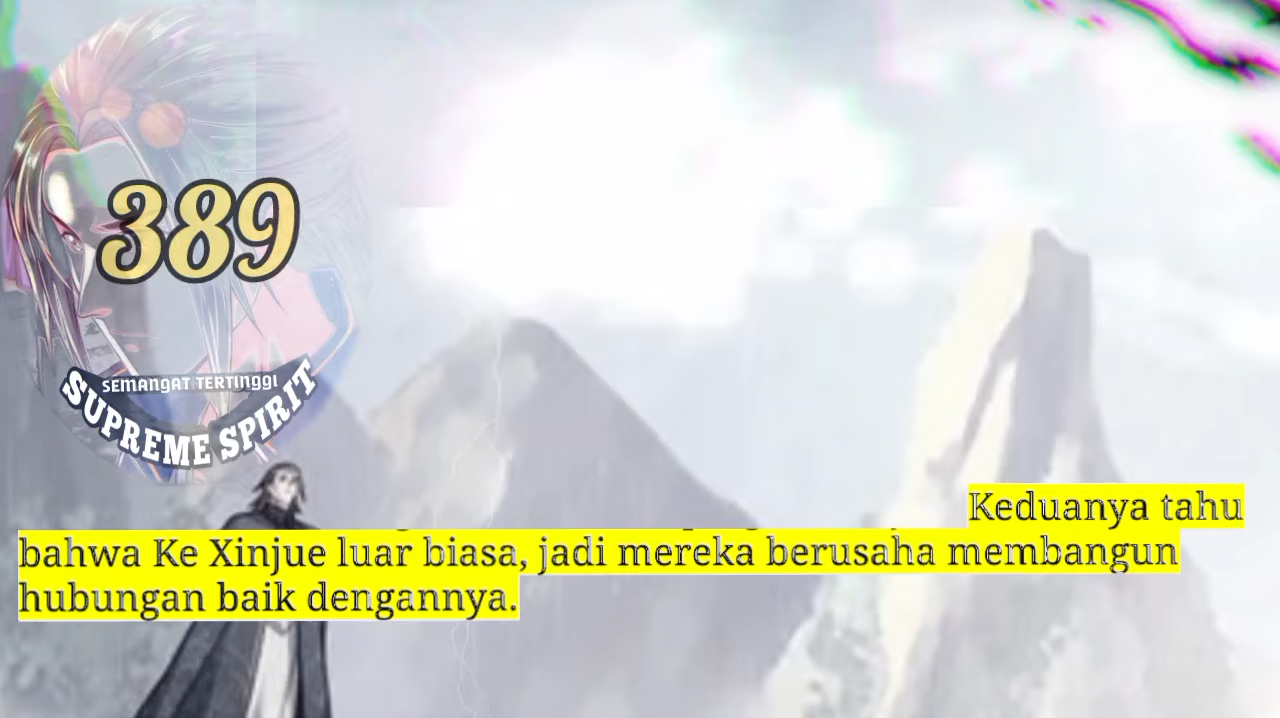 389
SEMANGAT TERTINGGI
SUPREME SPIRIT
Keduanya tahu
bahwa Ke Xinjue luar biasa, jadi mereka berusaha membangun
hubungan baik dengannya.